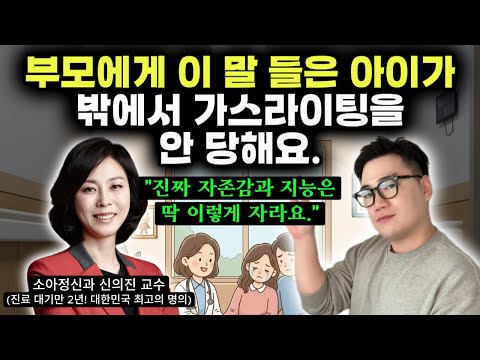 부모에게 이 말 들은 아이가
밖에서 가스라이팅을
안 당해요.
"진짜 자존감과 지능은
딱 이렇게 자라요."
소아정신과 신의진 교수
(진료 대기만 2년! 대한민국 최고의 명의)